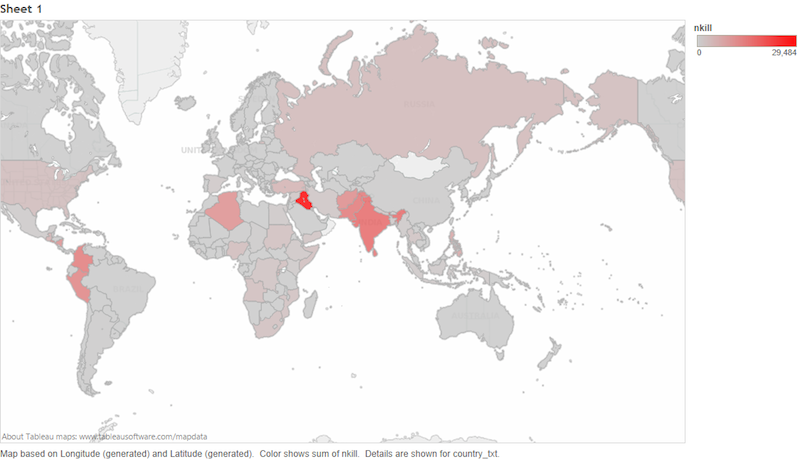 Sheet 1
nkill
0
29,484
About Tableau maps: www.tableausoftware.com/mapdata
Map based on Longitude (generated) and Latitude (generated).  Color shows sum of nkill.  Details are shown for country_txt.